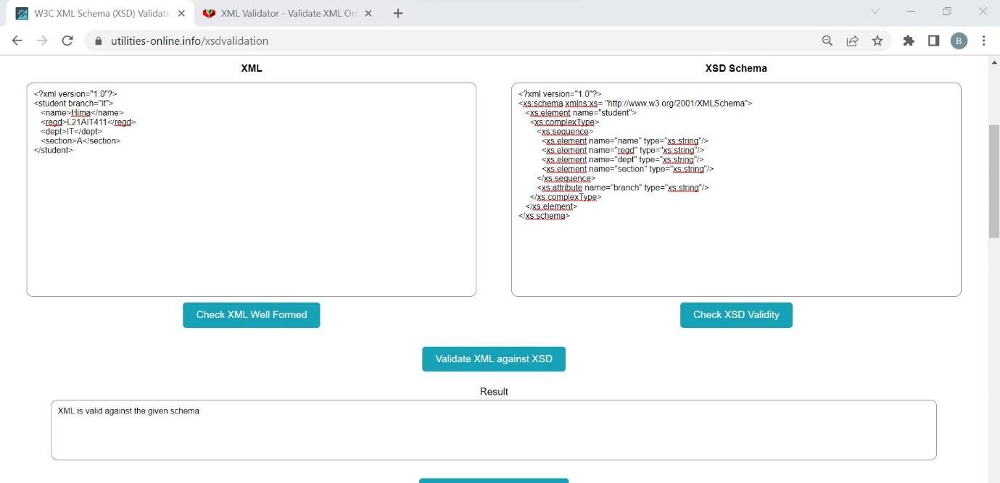 W3C XML Schema (XSD) Validatio
XML Validator - Validate XML Onl
utilities-online.info/xsdvalidation
B
XML
<?xml version="1.0"?>
<student branch="it">
<name>Hima</name>
<regd>L21AIT411</regd>
<dept>IT</dept>
<section>A</section>
</student>
Check XML Well Formed
XSD Schema
<?xml version="1.0"?>
<xs:schema xmlns:xs= "http://www.w3.org/2001/XMLSchema">
<xs:element name="student">
<xs:complexType>
<xs:sequence>
<xs:element name="name" type="xs:string"/>
<xs:element name="regd" type="xs:string"/>
<xs:element name="dept" type="xs:string"/>
<xs:element name="section" type="xs:string"/>
</xs:sequence>
<xs:attribute name="branch" type="xs:string"/>
</xs:complexType>
</xs:element>
</xs:schema>
Check XSD Validity
Validate XML against XSD
Result
XML is valid against the given schema